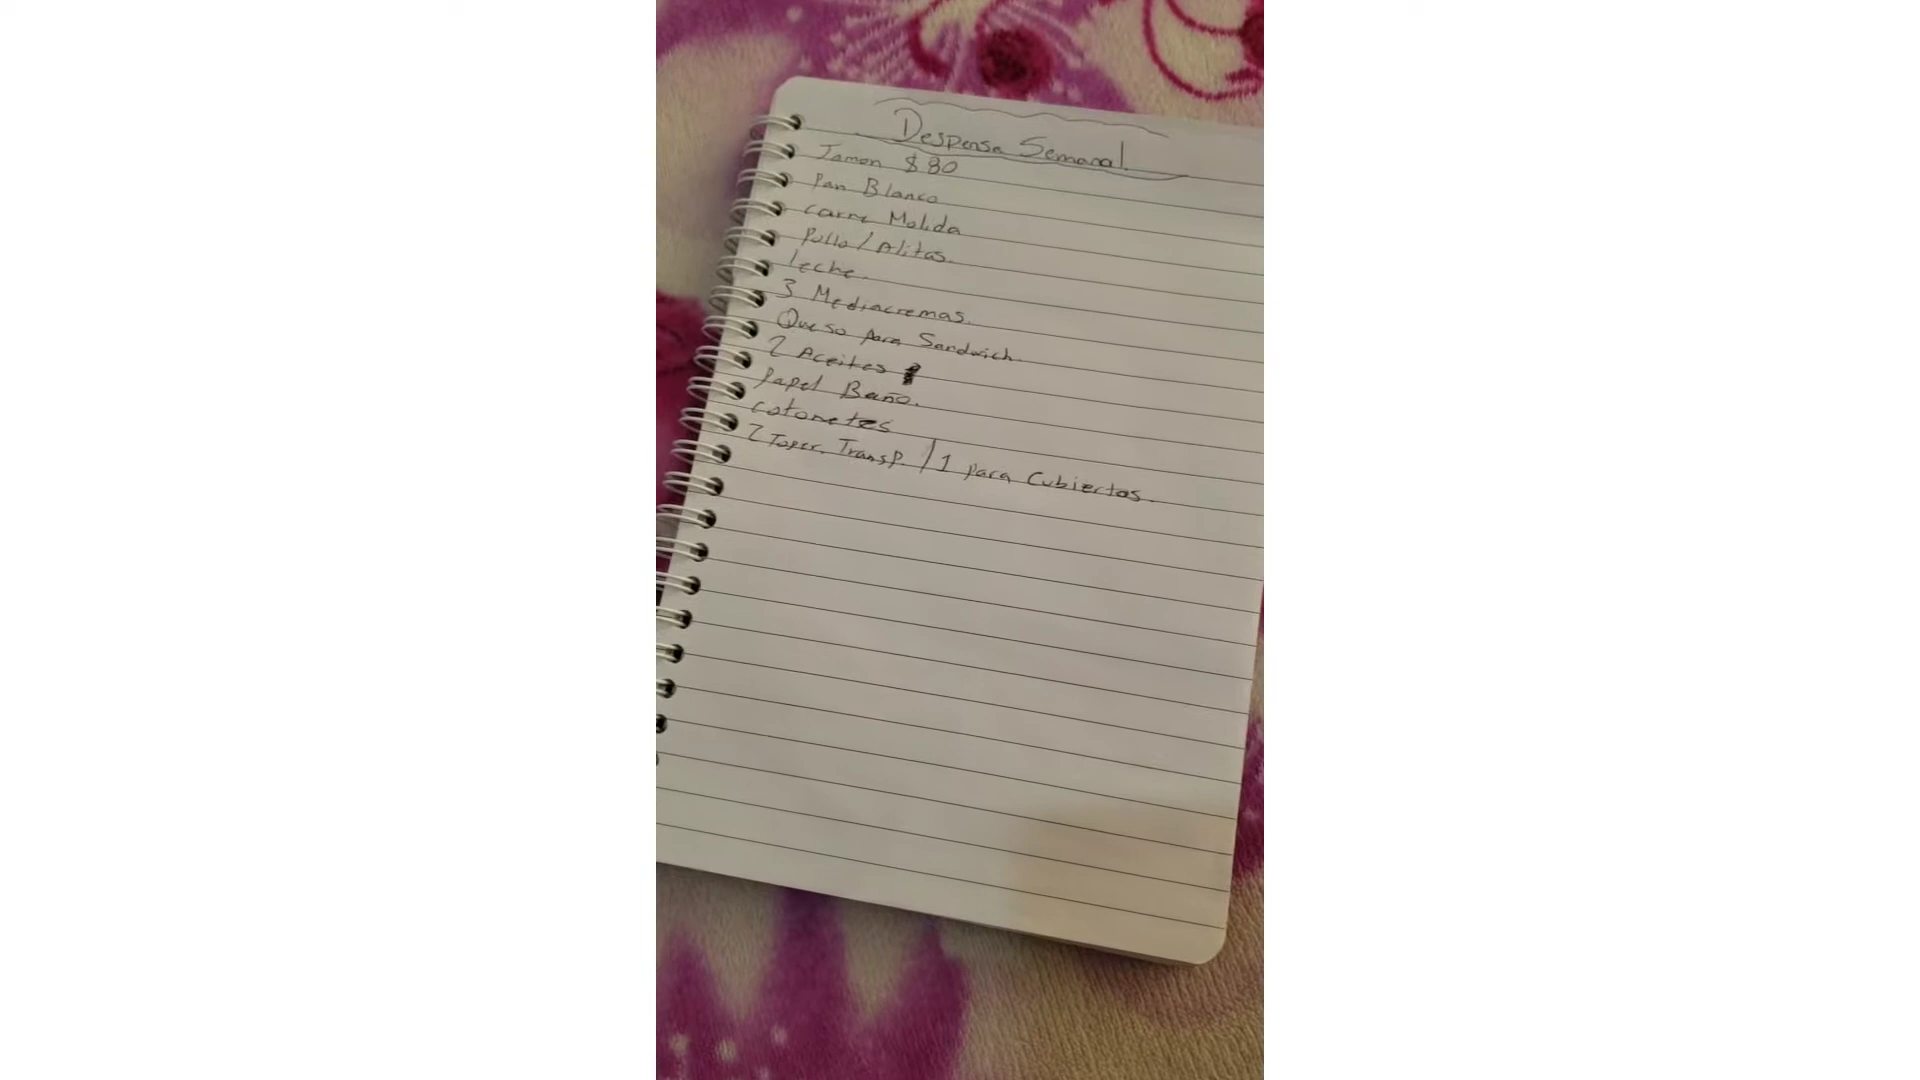 Despensa Semanal
Jamon $80
Pan Blanco
carne Molida
Pollo / Alitas.
leche.
3 Mediacremas.
Queso para Sandwich.
2 Aceites
Papel Baño.
cotonetes
2 Toper. Transp. / 1 para Cubiertos.